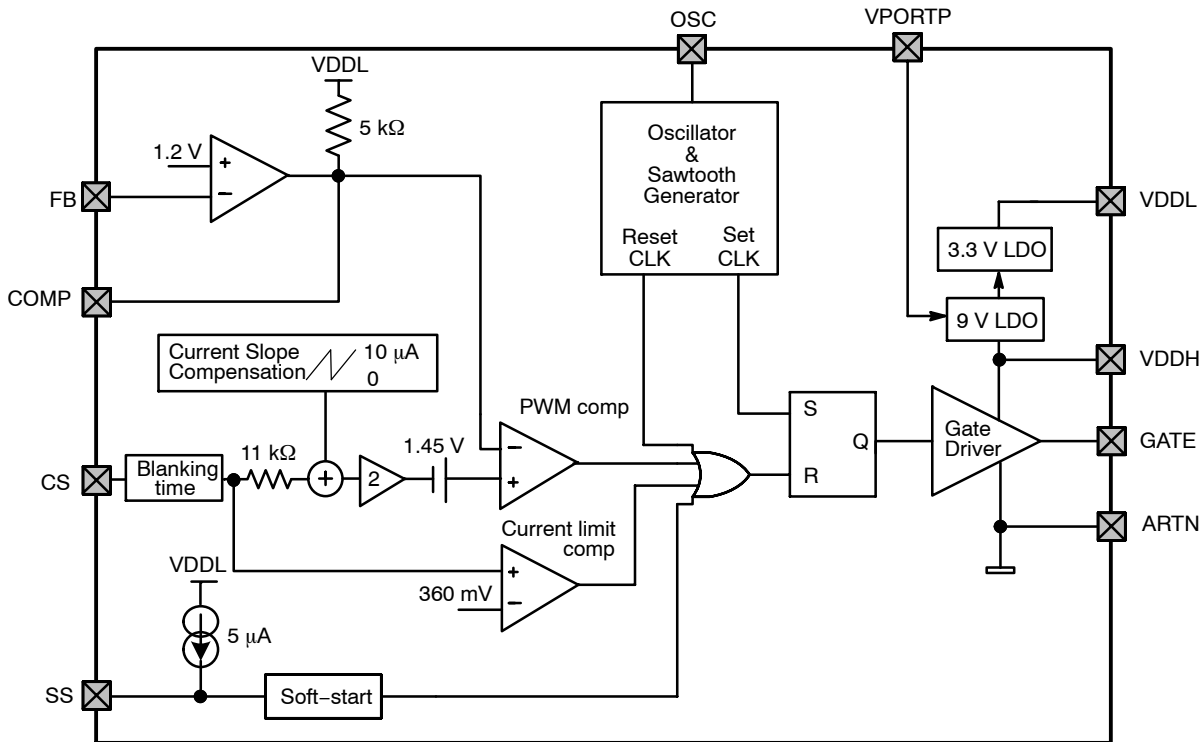 OSC
VPORTP
VDDL
5 kΩ
1.2 V
+
−
FB
COMP
Oscillator
&
Sawtooth
Generator
Reset
CLK
Set
CLK
VDDL
3.3 V LDO
9 V LDO
VDDH
Current Slope
Compensation
10 μA
0
PWM comp
S
Q
R
Gate
Driver
GATE
CS
Blanking
time
11 kΩ
+
2
1.45 V
−
+
ARTN
Current limit
comp
+
−
360 mV
VDDL
5 μA
SS
Soft−start